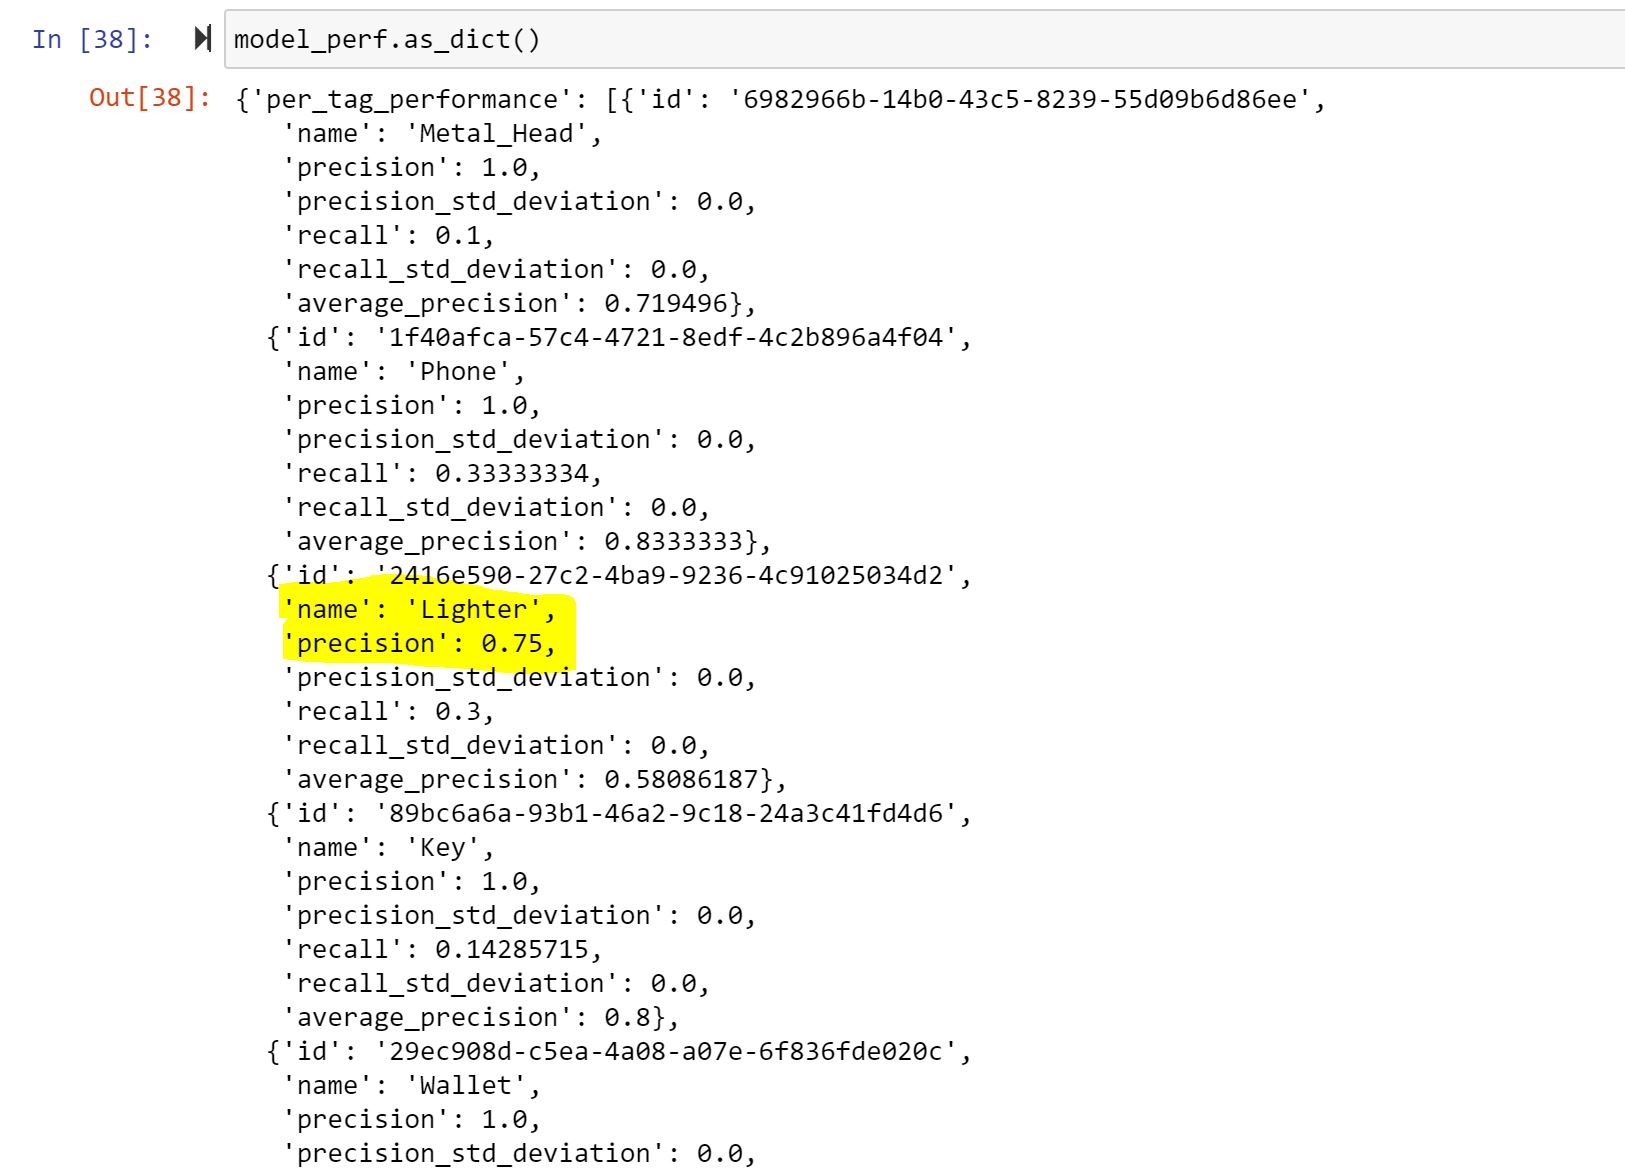 In [38]: model_perf.as_dict()
Out[38]: {'per_tag_performance': [{'id': '6982966b-14b0-43c5-8239-55d09b6d86ee',
'name': 'Metal_Head',
'precision': 1.0,
'precision_std_deviation': 0.0,
'recall': 0.1,
'recall_std_deviation': 0.0,
'average_precision': 0.719496},
{'id': '1f40afca-57c4-4721-8edf-4c2b896a4f04',
'name': 'Phone',
'precision': 1.0,
'precision_std_deviation': 0.0,
'recall': 0.33333334,
'recall_std_deviation': 0.0,
'average_precision': 0.8333333},
{'id': '2416e590-27c2-4ba9-9236-4c91025034d2',
'name': 'Lighter',
'precision': 0.75,
'precision_std_deviation': 0.0,
'recall': 0.3,
'recall_std_deviation': 0.0,
'average_precision': 0.58086187},
{'id': '89bc6a6a-93b1-46a2-9c18-24a3c41fd4d6',
'name': 'Key',
'precision': 1.0,
'precision_std_deviation': 0.0,
'recall': 0.14285715,
'recall_std_deviation': 0.0,
'average_precision': 0.8},
{'id': '29ec908d-c5ea-4a08-a07e-6f836fde020c',
'name': 'Wallet',
'precision': 1.0,
'precision_std_deviation': 0.0,